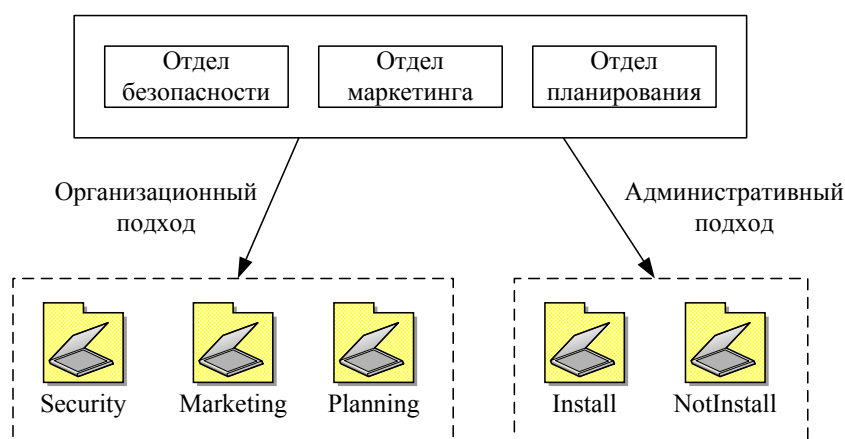 Отдел
безопасности
Отдел
маркетинга
Отдел
планирования
Организационный
подход
Административный
подход
Security
Marketing
Planning
Install
NotInstall